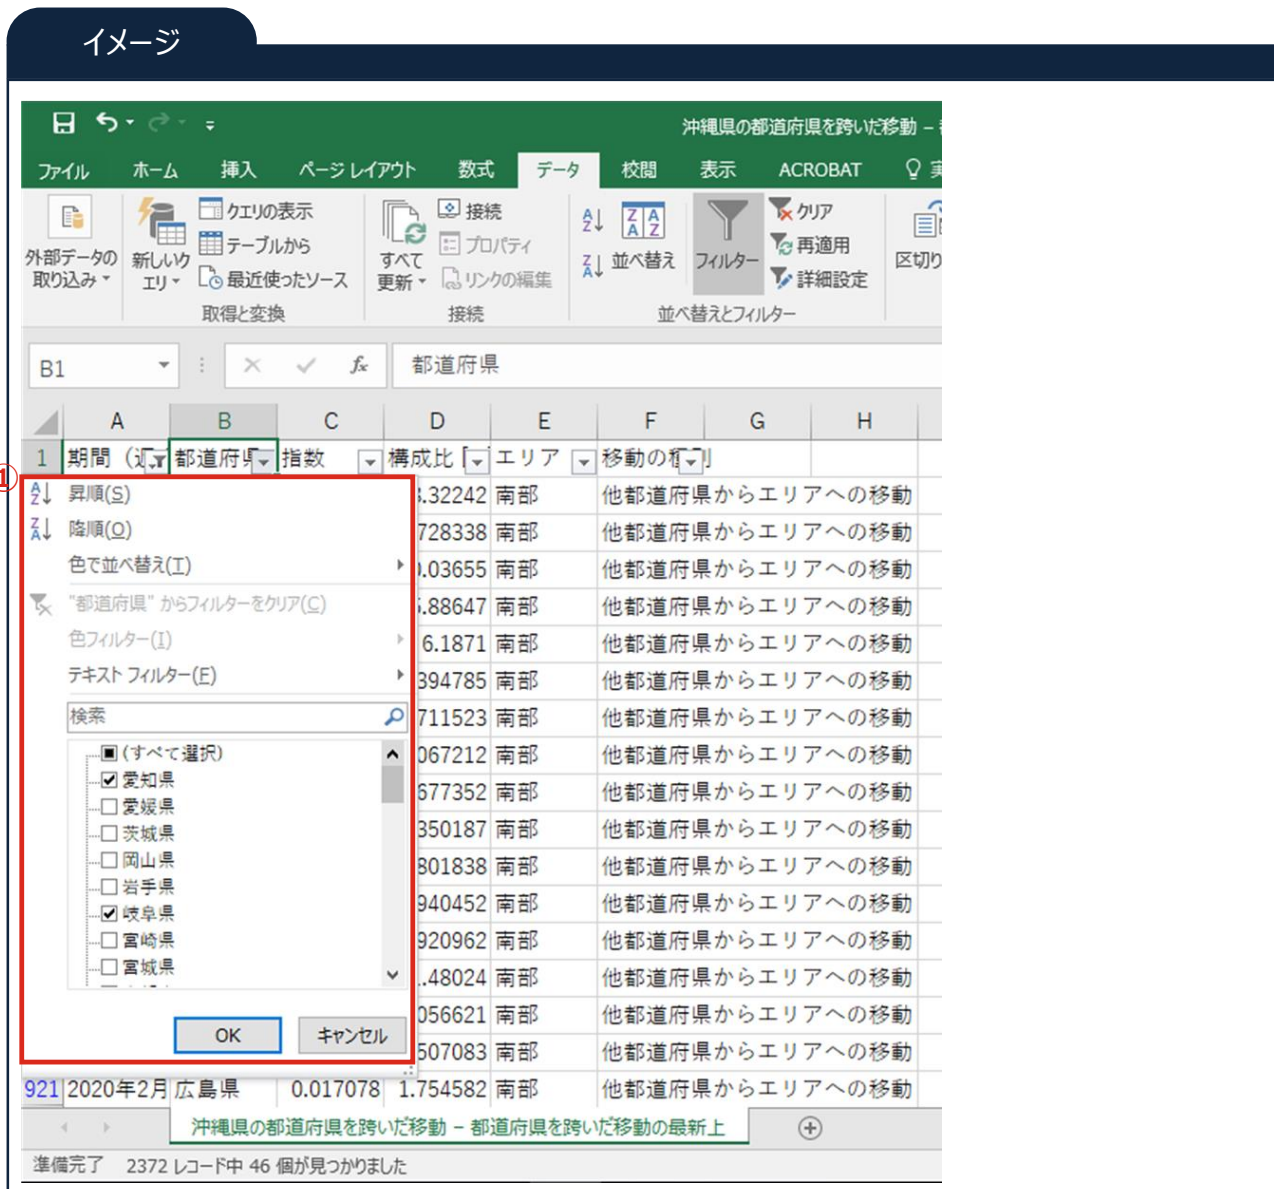 イメージ
沖縄県の都道府県を跨いだ移動 –
ファイル ホーム 挿入 ページ レイアウト 数式 データ 校閲 表示 ACROBAT
外部データの
取り込み
新しいク
エリ
クエリの表示
テーブルから
最近使ったソース
取得と変換
すべて
更新
接続
プロパティ
リンクの編集
接続
並べ替え
フィルター
クリア
再適用
詳細設定
並べ替えとフィルター
区切り
B1 fx 都道府県
A B C D E F G H
1 期間 都道府県 指数 構成比 エリア 移動の種別
①
昇順(S)
降順(O)
色で並べ替え(T)
"都道府県" からフィルターをクリア(C)
色フィルター(I)
テキスト フィルター(F)
検索
(すべて選択)
愛知県
愛媛県
茨城県
岡山県
岩手県
岐阜県
宮崎県
宮城県
OK キャンセル
.32242 南部 他都道府県からエリアへの移動
728338 南部 他都道府県からエリアへの移動
.03655 南部 他都道府県からエリアへの移動
.88647 南部 他都道府県からエリアへの移動
6.1871 南部 他都道府県からエリアへの移動
394785 南部 他都道府県からエリアへの移動
711523 南部 他都道府県からエリアへの移動
067212 南部 他都道府県からエリアへの移動
677352 南部 他都道府県からエリアへの移動
350187 南部 他都道府県からエリアへの移動
801838 南部 他都道府県からエリアへの移動
940452 南部 他都道府県からエリアへの移動
920962 南部 他都道府県からエリアへの移動
.48024 南部 他都道府県からエリアへの移動
056621 南部 他都道府県からエリアへの移動
507083 南部 他都道府県からエリアへの移動
921 2020年2月 広島県 0.017078 1.754582 南部 他都道府県からエリアへの移動
沖縄県の都道府県を跨いだ移動 – 都道府県を跨いだ移動の最新上
準備完了 2372 レコード中 46 個が見つかりました